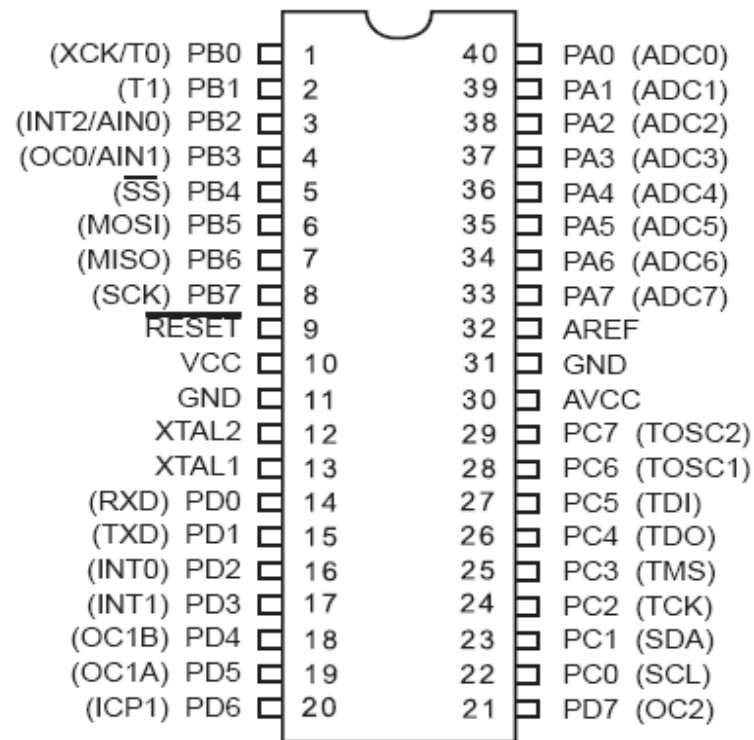 (XCK/T0) PB0 1 40 PA0 (ADC0)
(T1) PB1 2 39 PA1 (ADC1)
(INT2/AIN0) PB2 3 38 PA2 (ADC2)
(OC0/AIN1) PB3 4 37 PA3 (ADC3)
(SS) PB4 5 36 PA4 (ADC4)
(MOSI) PB5 6 35 PA5 (ADC5)
(MISO) PB6 7 34 PA6 (ADC6)
(SCK) PB7 8 33 PA7 (ADC7)
RESET 9 32 AREF
VCC 10 31 GND
GND 11 30 AVCC
XTAL2 12 29 PC7 (TOSC2)
XTAL1 13 28 PC6 (TOSC1)
(RXD) PD0 14 27 PC5 (TDI)
(TXD) PD1 15 26 PC4 (TDO)
(INT0) PD2 16 25 PC3 (TMS)
(INT1) PD3 17 24 PC2 (TCK)
(OC1B) PD4 18 23 PC1 (SDA)
(OC1A) PD5 19 22 PC0 (SCL)
(ICP1) PD6 20 21 PD7 (OC2)